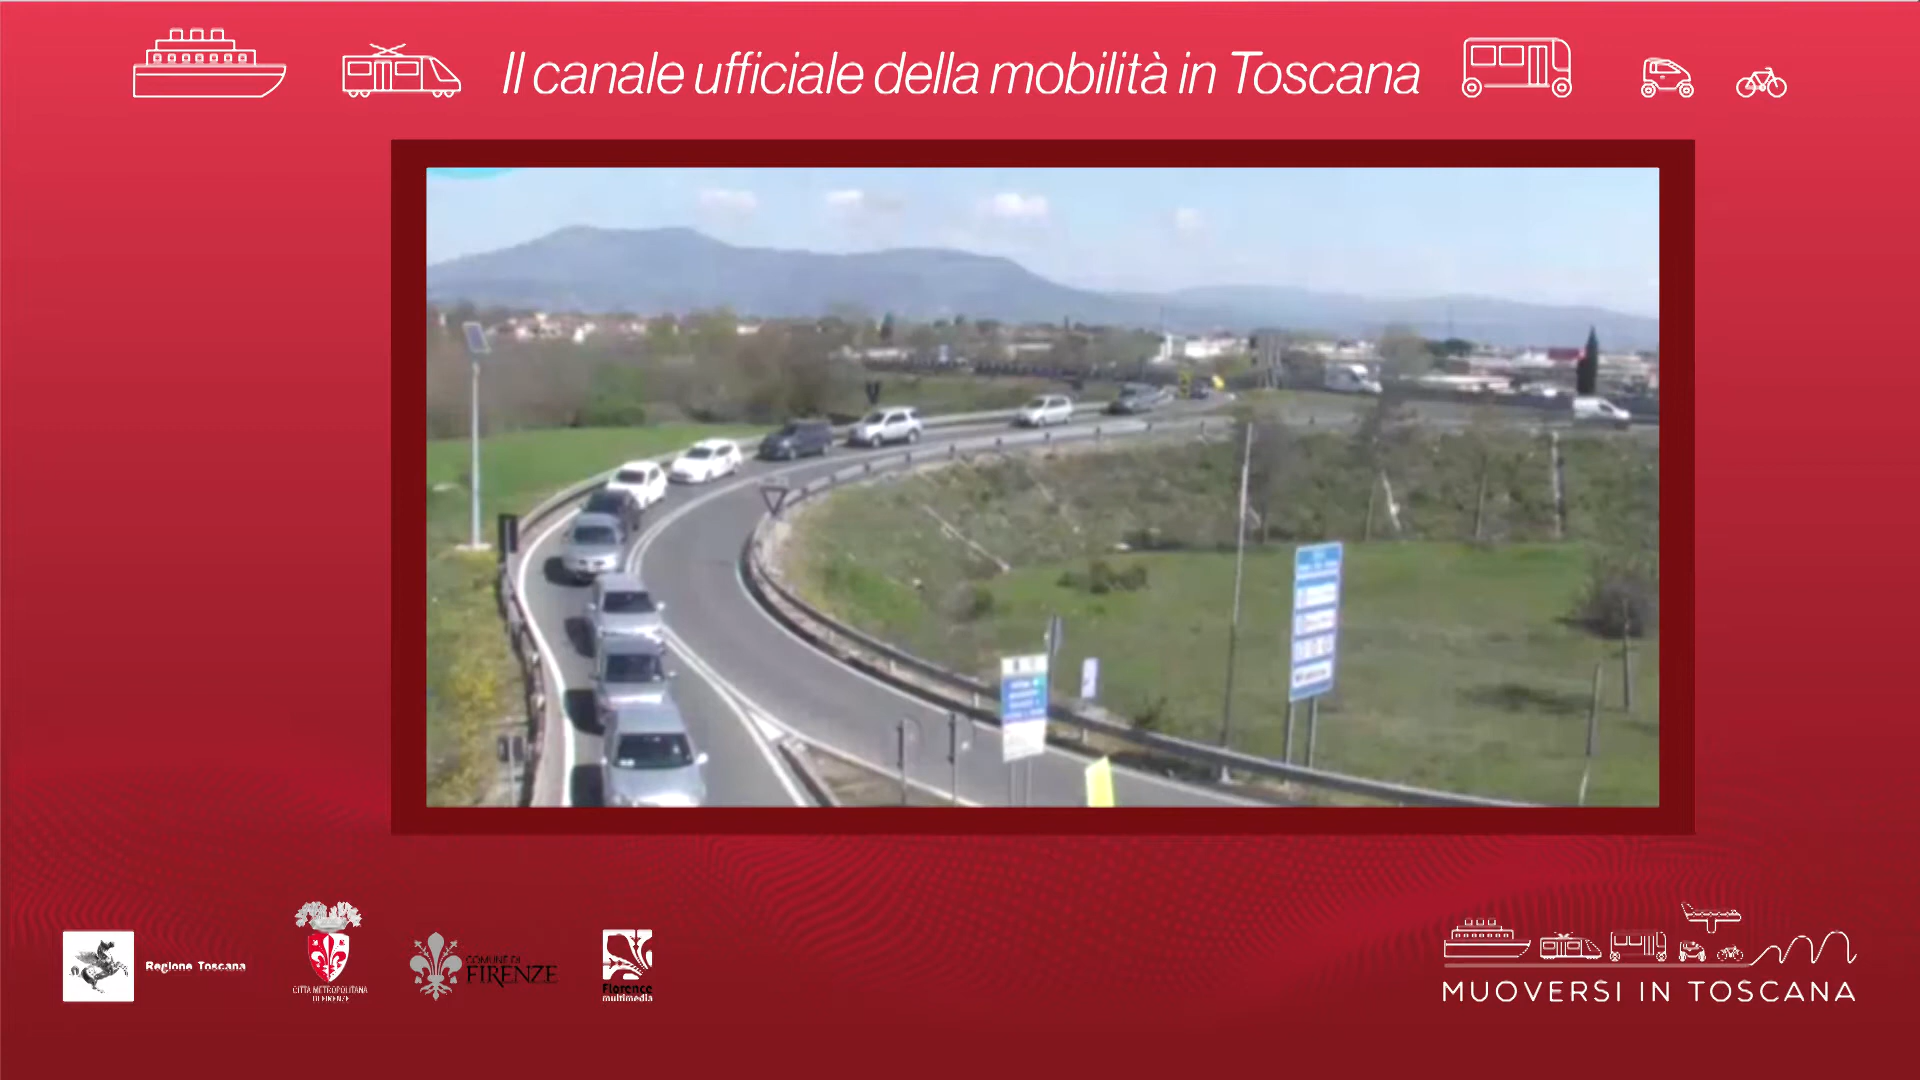 Il canale ufficiale della mobilità in Toscana
Regione Toscana
CITTÀ METROPOLITANA
DI FIRENZE
COMUNE DI
FIRENZE
Florence
multimedia
MUOVERSI IN TOSCANA